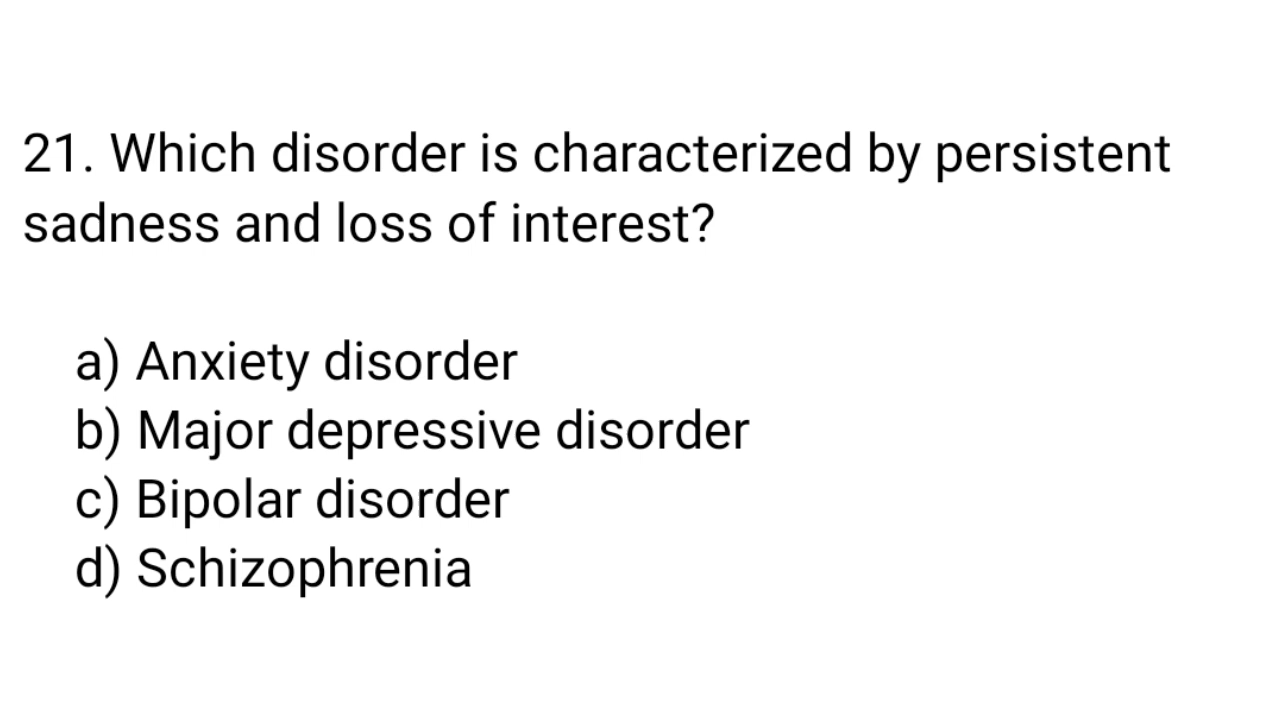 21. Which disorder is characterized by persistent
sadness and loss of interest?
a) Anxiety disorder
b) Major depressive disorder
c) Bipolar disorder
d) Schizophrenia